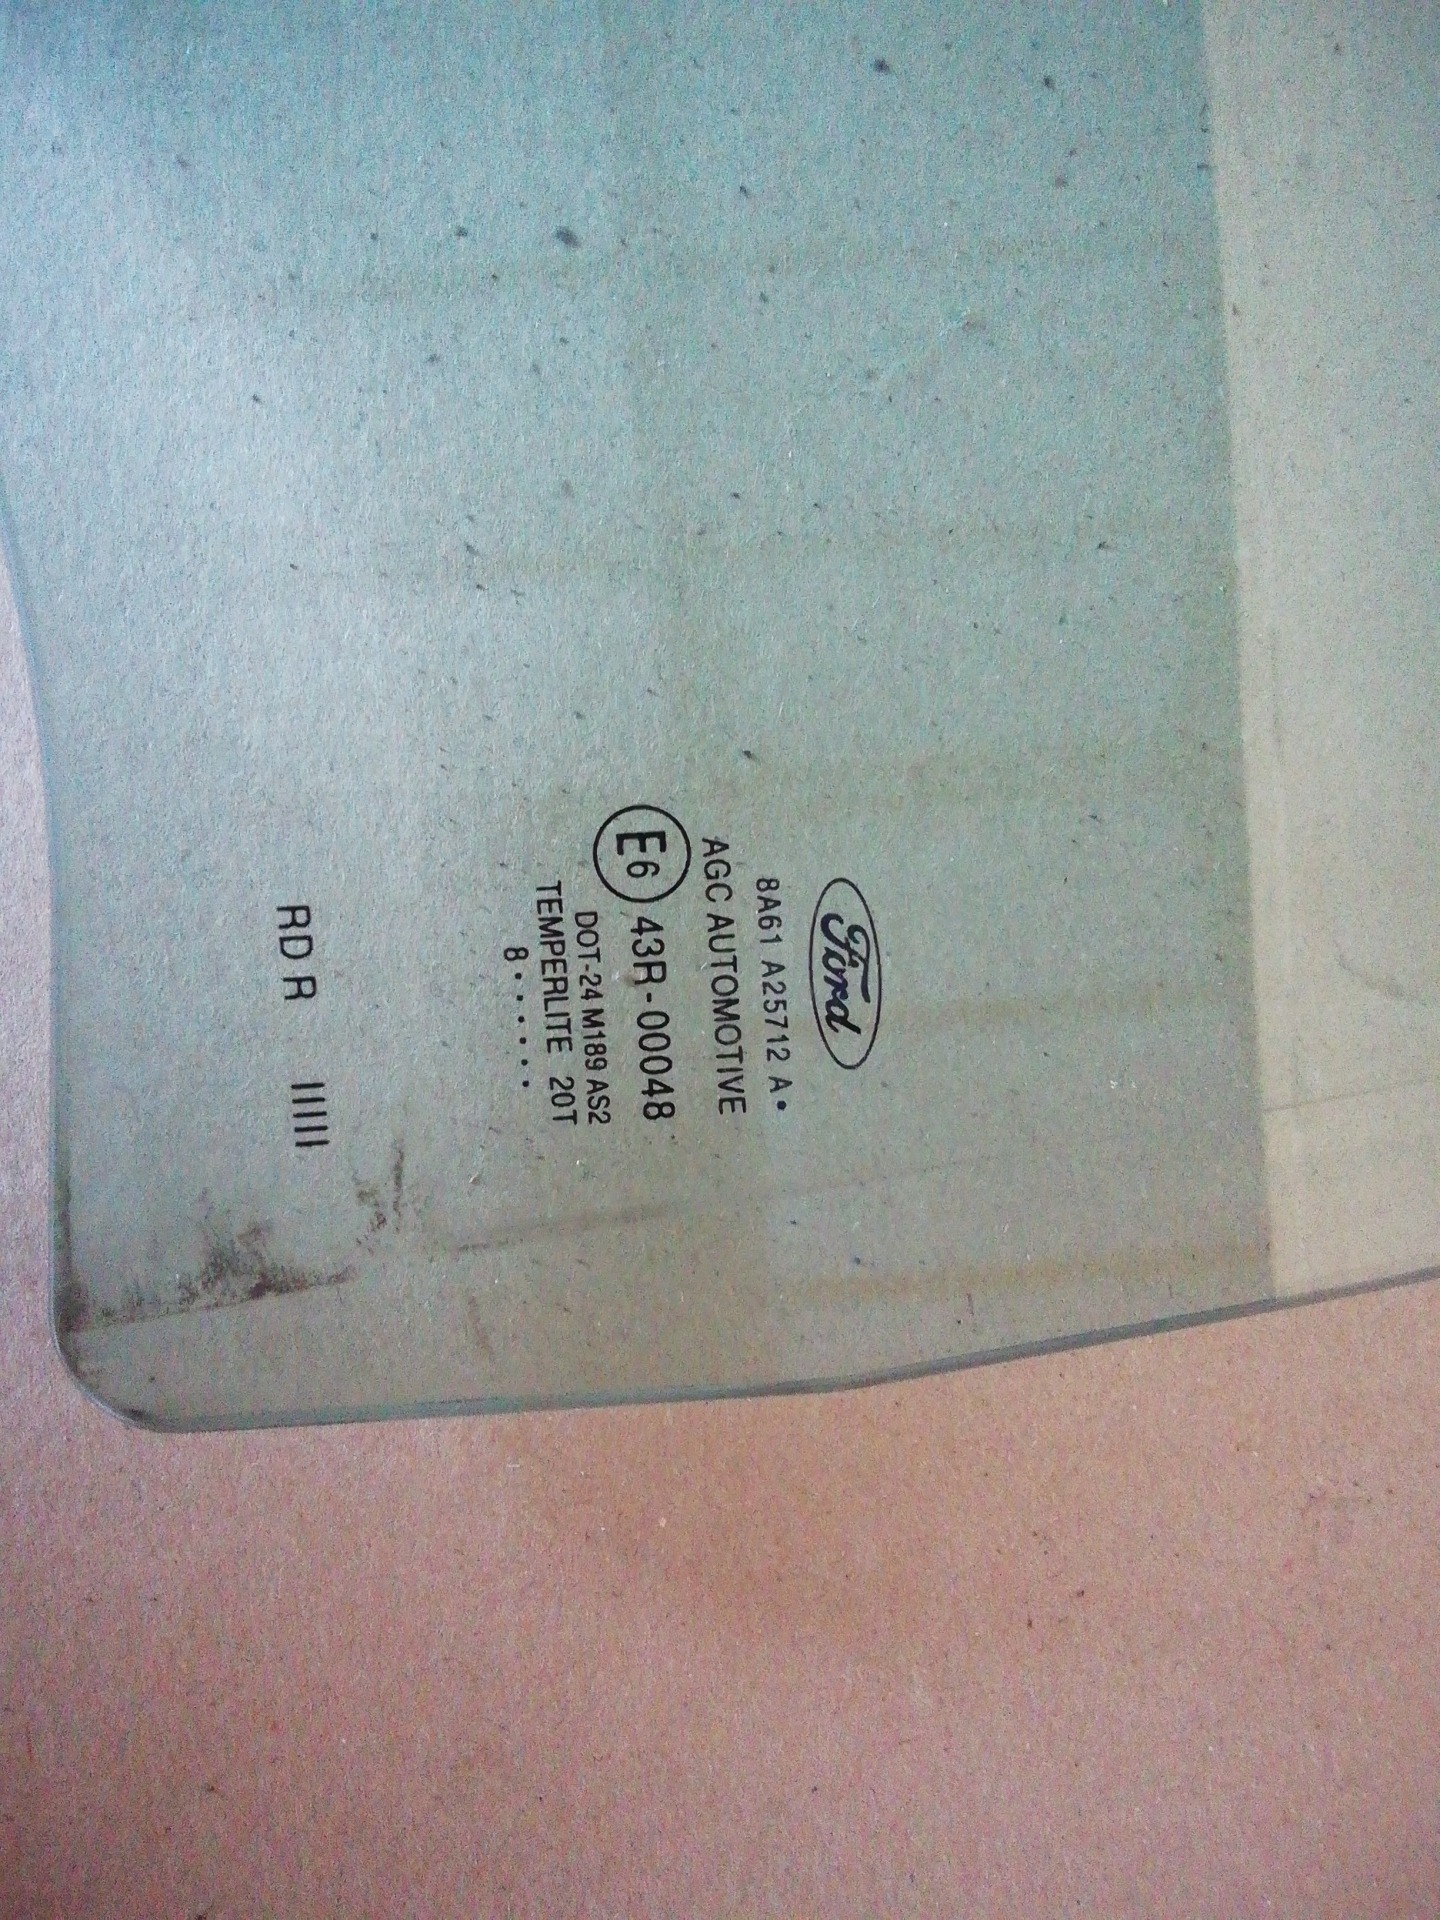 Ford
8A61 A25712 A•
AGC AUTOMOTIVE
E6 43R-00048
DOT-24 M189 AS2
TEMPERLITE 20T
8······
RD R IIIII